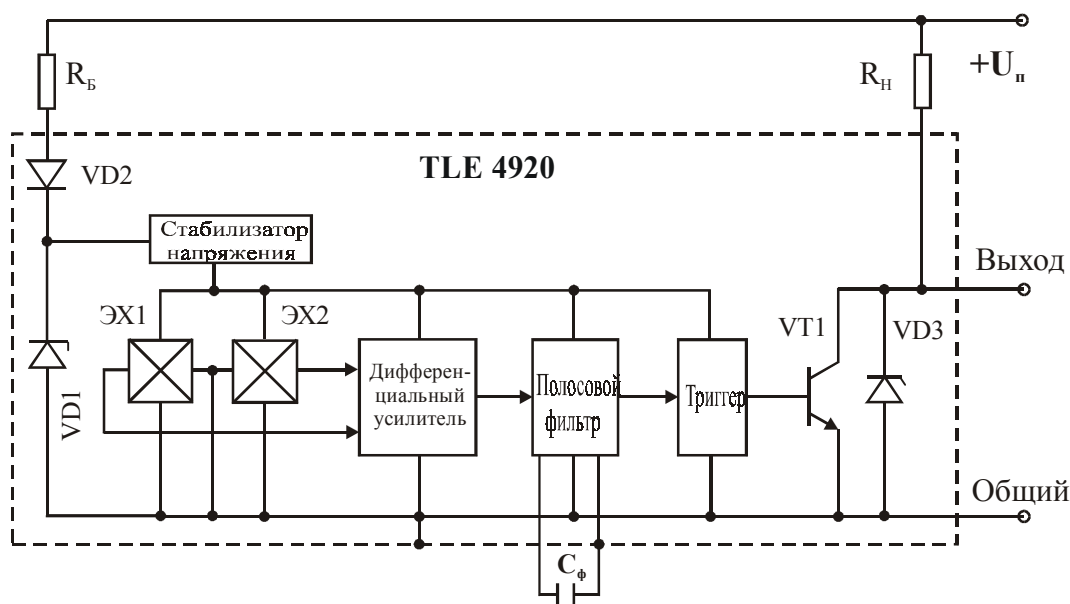 R_Б
R_Н
+U_п
TLE 4920
VD2
Стабилизатор
напряжения
Выход
ЭХ1
ЭХ2
VT1
VD3
VD1
Дифферен-
циальный
усилитель
Полосовой
фильтр
Триггер
Общий
C_ф